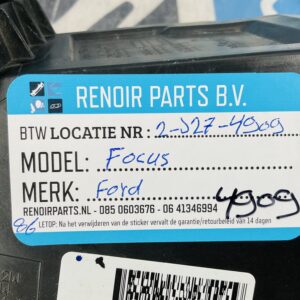 RENOIR PARTS B.V.
BTW LOCATIE NR : 2-J27-4909
MODEL: Focus
MERK: Ford
4909
RENOIRPARTS.NL - 085 0603676 - 06 41346994
LETOP: Na het verwijderen van de sticker vervalt de garantie/retourbeleid van 14 dagen